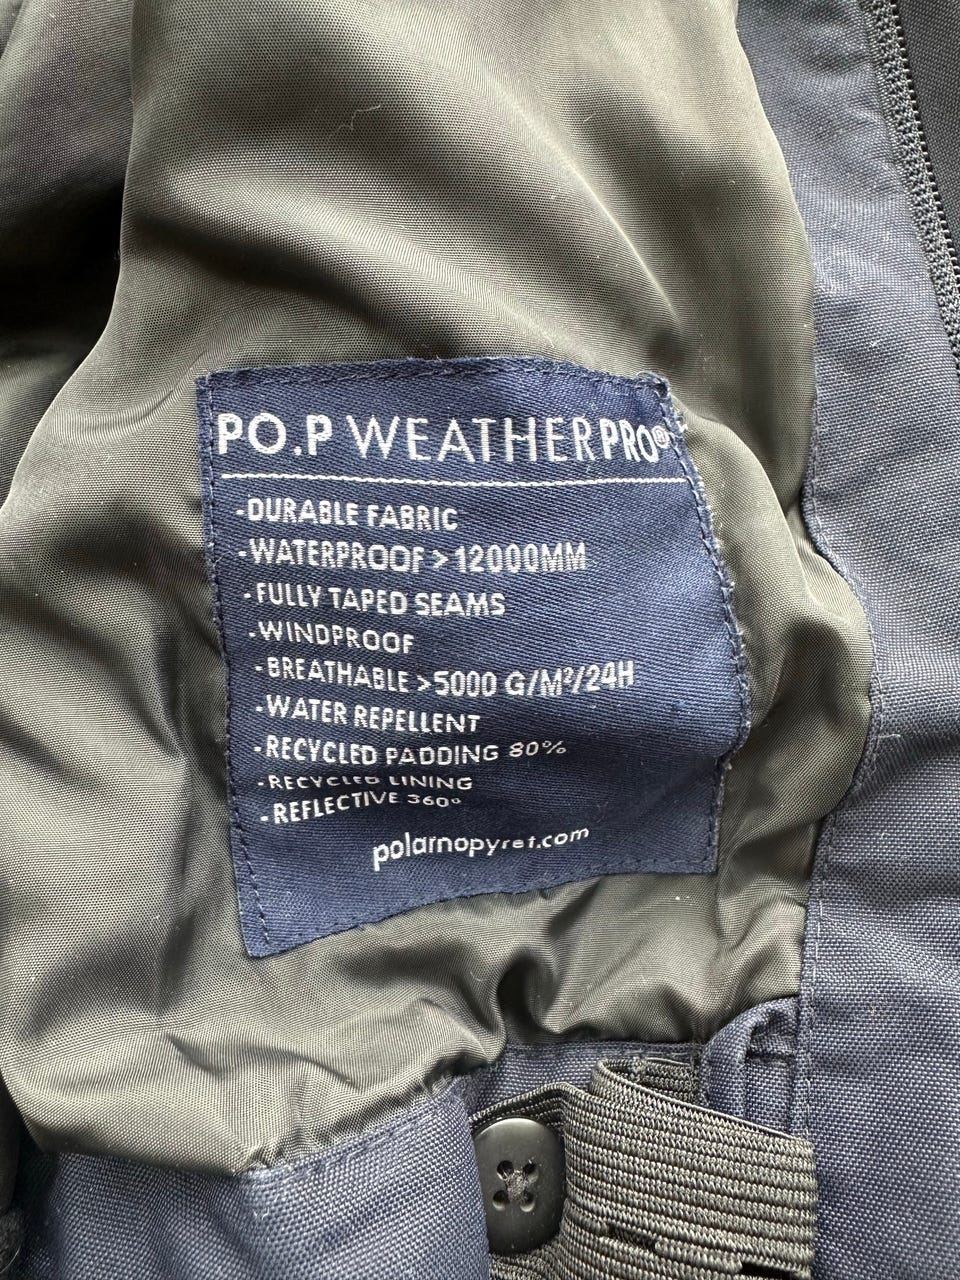 PO.P WEATHERPRO®
-DURABLE FABRIC
-WATERPROOF >12000MM
-FULLY TAPED SEAMS
-WINDPROOF
-BREATHABLE >5000 G/M²/24H
-WATER REPELLENT
-RECYCLED PADDING 80%
-RECYCLED LINING
-REFLECTIVE 360°
polarnopyret.com